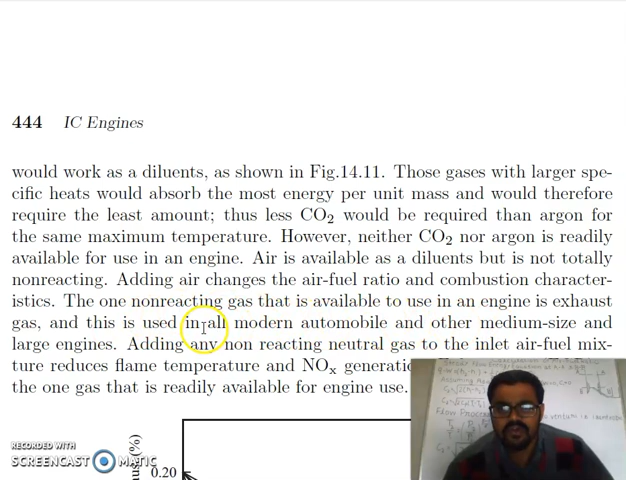 444 IC Engines
would work as a diluents, as shown in Fig.14.11. Those gases with larger spe-
cific heats would absorb the most energy per unit mass and would therefore
require the least amount; thus less CO₂ would be required than argon for
the same maximum temperature. However, neither CO₂ nor argon is readily
available for use in an engine. Air is available as a diluents but is not totally
nonreacting. Adding air changes the air-fuel ratio and combustion character-
istics. The one nonreacting gas that is available to use in an engine is exhaust
gas, and this is used in all modern automobile and other medium-size and
large engines. Adding any non reacting neutral gas to the inlet air-fuel mix-
ture reduces flame temperature and NOₓ generati
the one gas that is readily available for engine use.
(%)
0.20
RECORDED WITH
SCREENCAST MATIC